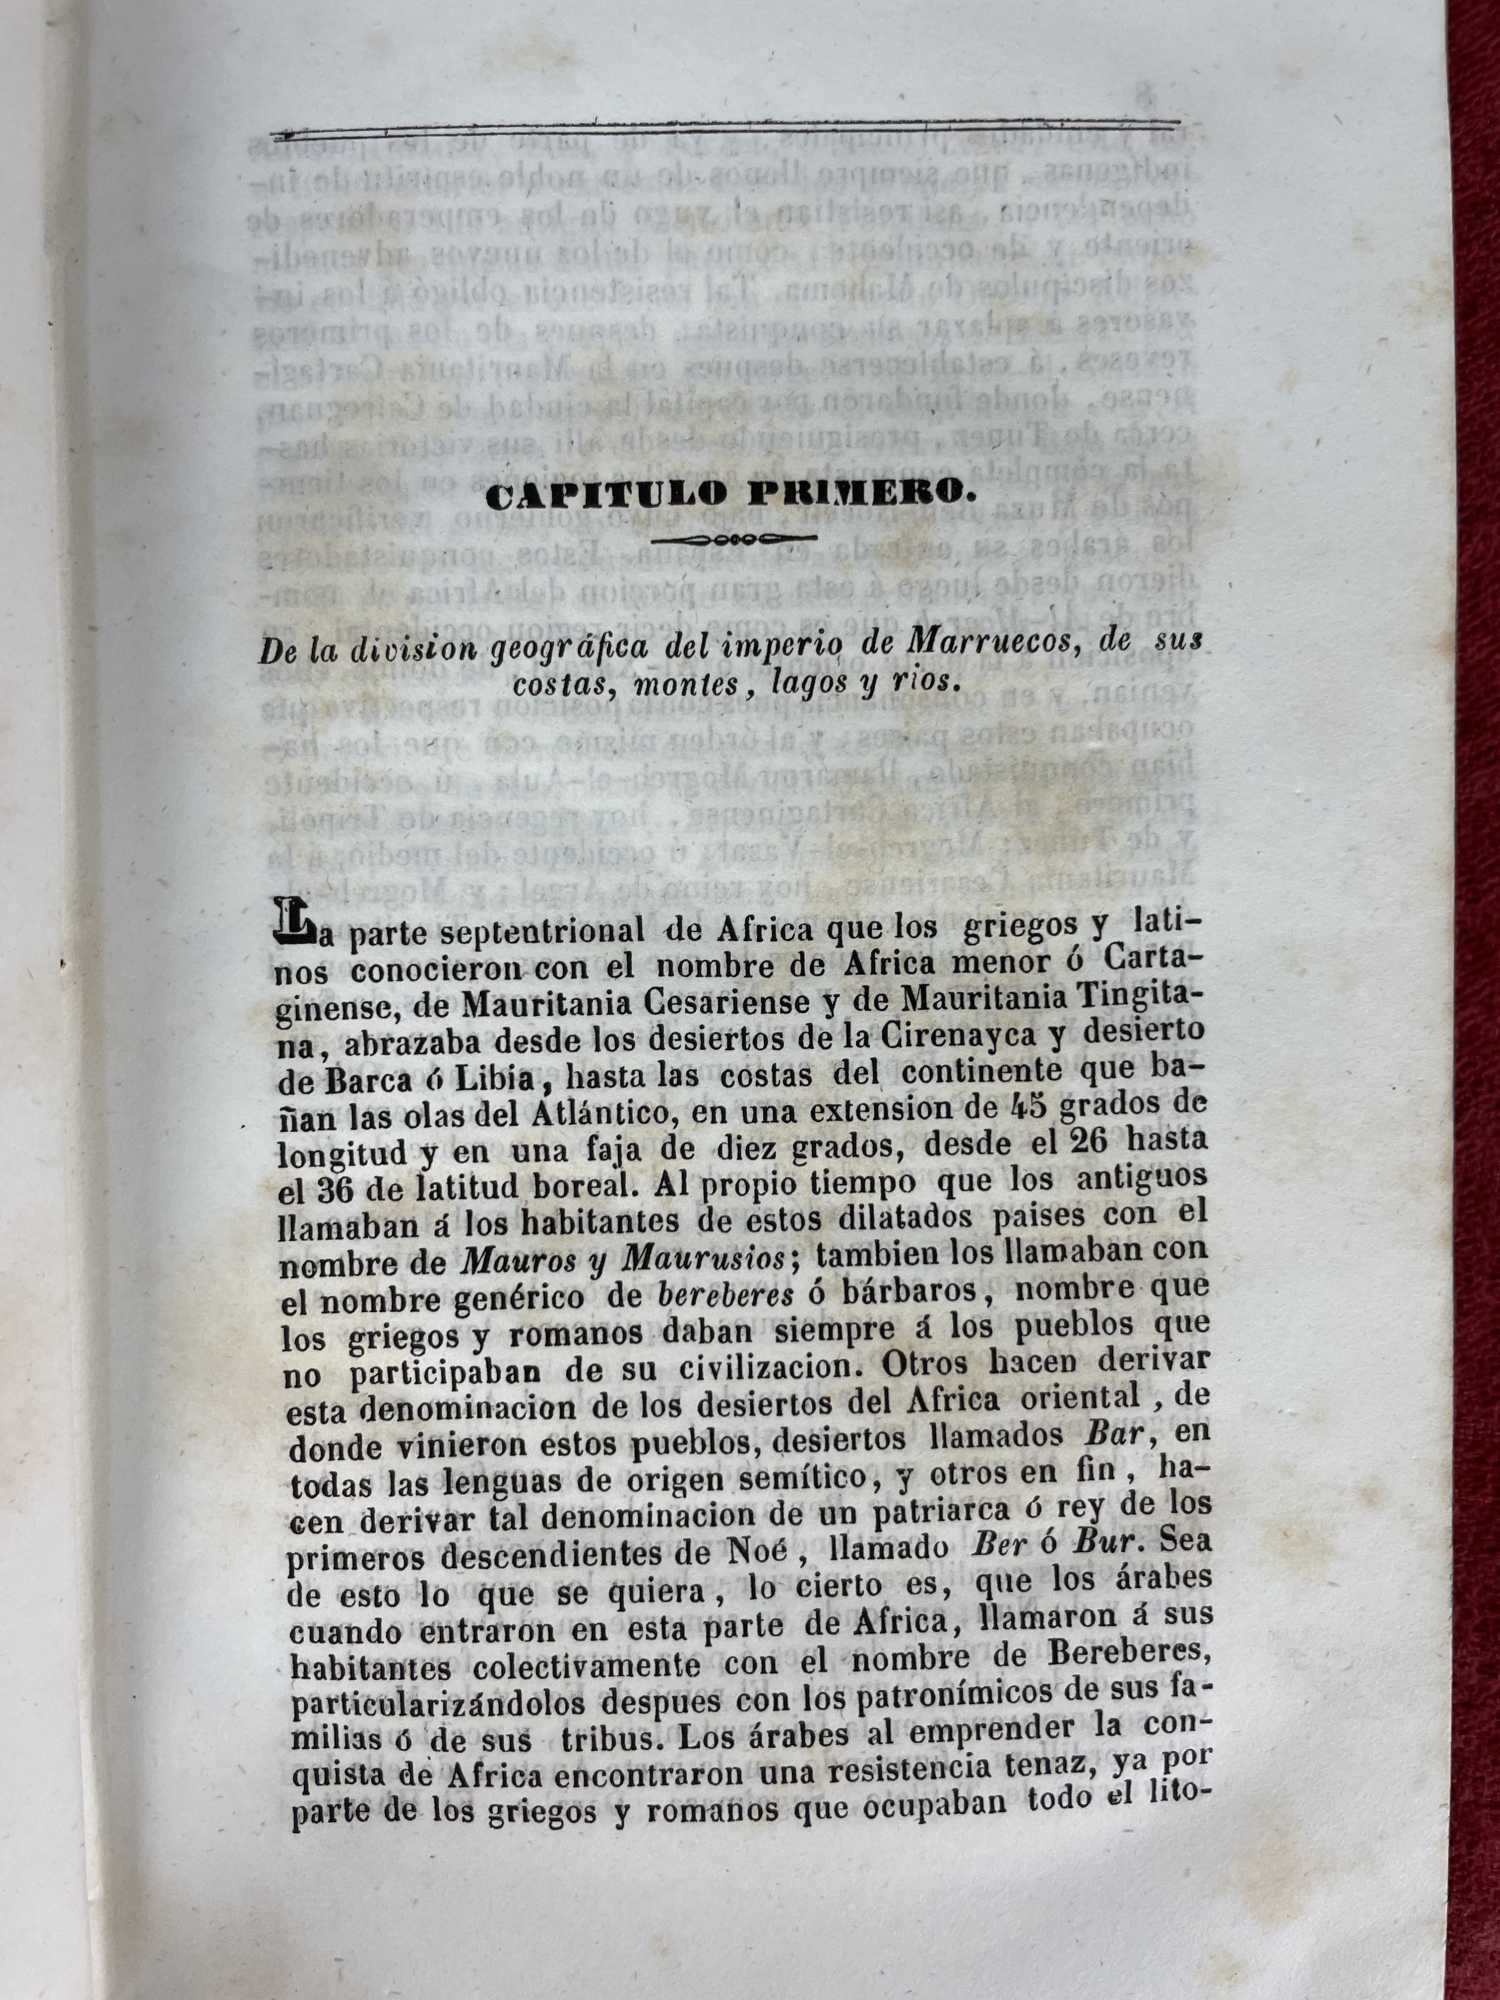 CAPITULO PRIMERO.
De la division geográfica del imperio de Marruecos, de sus
costas, montes, lagos y rios.
La parte septentrional de Africa que los griegos y lati-
nos conocieron con el nombre de Africa menor ó Carta-
ginense, de Mauritania Cesariense y de Mauritania Tingita-
na, abrazaba desde los desiertos de la Cirenayca y desierto
de Barca ó Libia, hasta las costas del continente que ba-
ñan las olas del Atlántico, en una extension de 45 grados de
longitud y en una faja de diez grados, desde el 26 hasta
el 36 de latitud boreal. Al propio tiempo que los antiguos
llamaban á los habitantes de estos dilatados paises con el
nombre de Mauros y Maurusios; tambien los llamaban con
el nombre genérico de bereberes ó bárbaros, nombre que
los griegos y romanos daban siempre á los pueblos que
no participaban de su civilizacion. Otros hacen derivar
esta denominacion de los desiertos del Africa oriental, de
donde vinieron estos pueblos, desiertos llamados Bar, en
todas las lenguas de origen semítico, y otros en fin, ha-
cen derivar tal denominacion de un patriarca ó rey de los
primeros descendientes de Noé, llamado Ber ó Bur. Sea
de esto lo que se quiera, lo cierto es, que los árabes
cuando entraron en esta parte de Africa, llamaron á sus
habitantes colectivamente con el nombre de Bereberes,
particularizándolos despues con los patronímicos de sus fa-
milias ó de sus tribus. Los árabes al emprender la con-
quista de Africa encontraron una resistencia tenaz, ya por
parte de los griegos y romanos que ocupaban todo el lito-